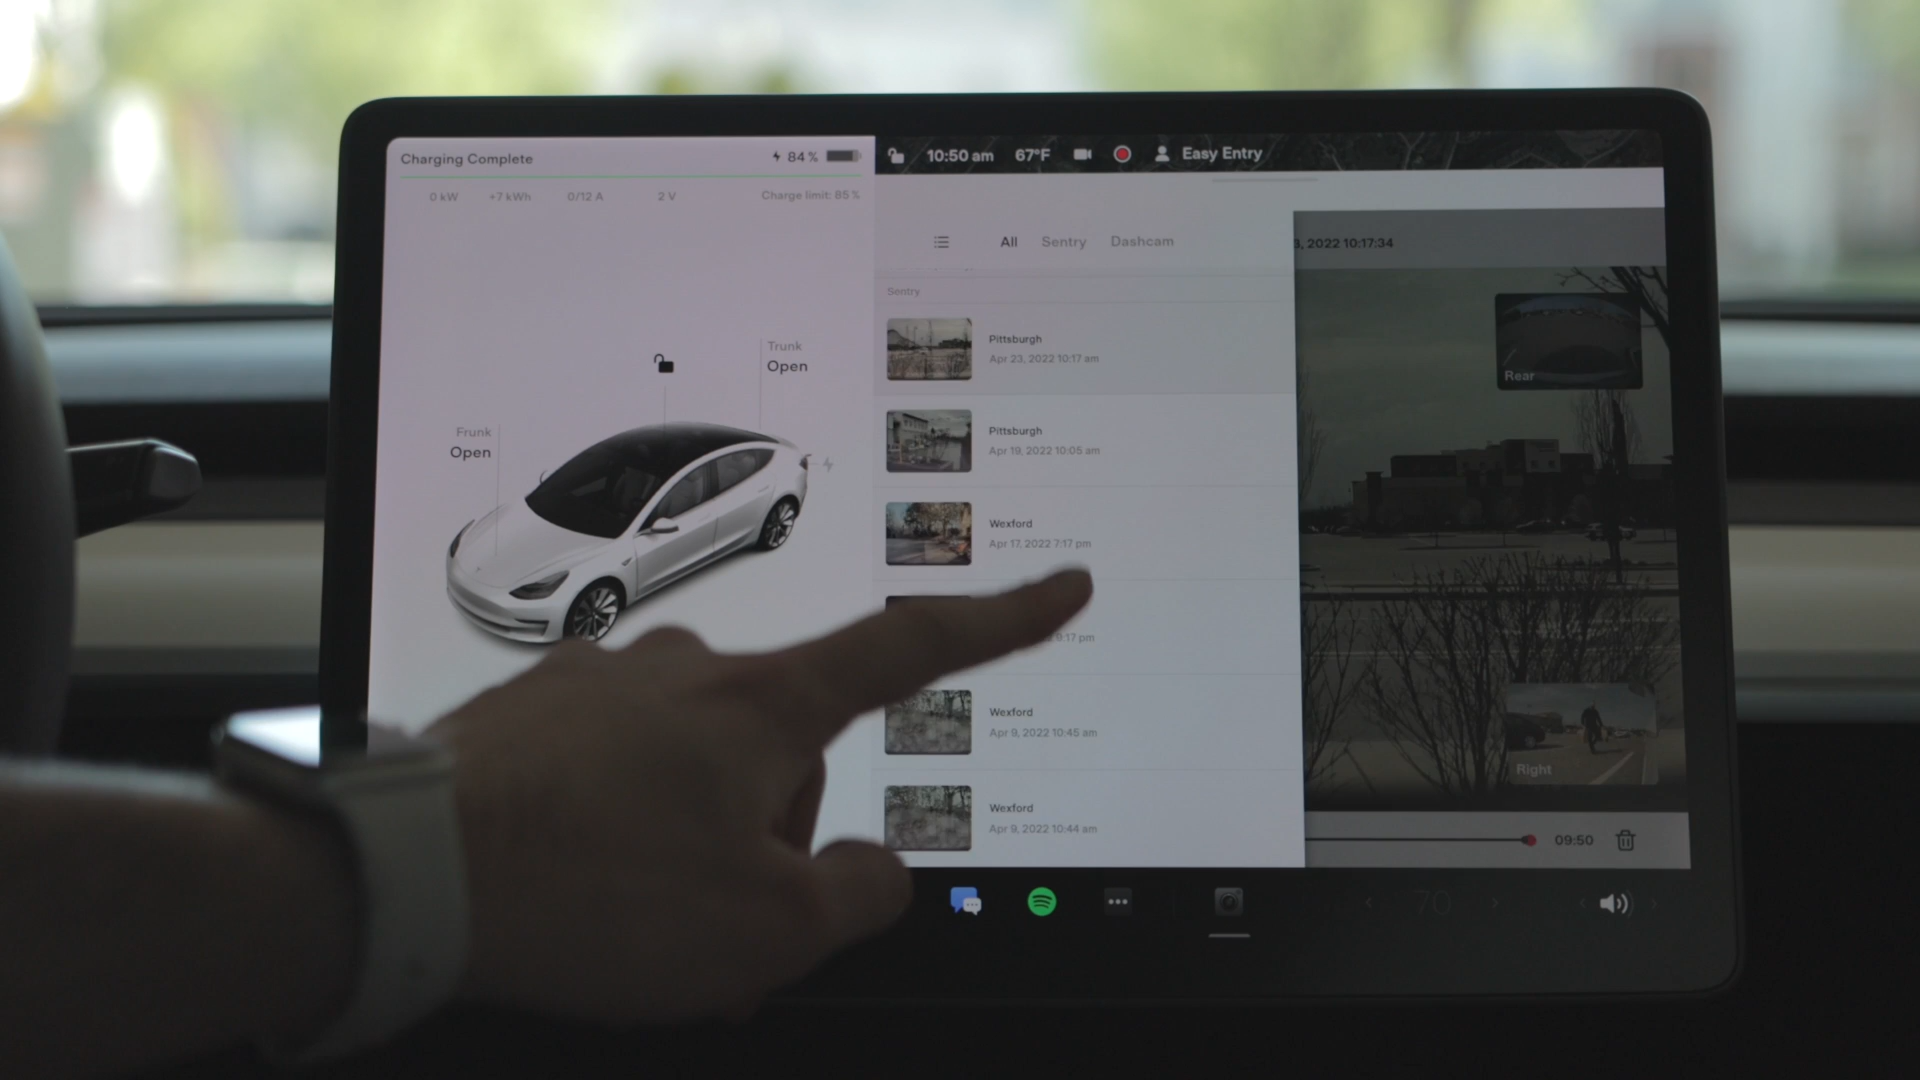 Charging Complete
84%
0 kW +7 kWh 0/12 A 2 V Charge limit: 85%
Trunk
Open
Frunk
Open
10:50 am 67°F Easy Entry
All Sentry Dashcam
Sentry
Pittsburgh
Apr 23, 2022 10:17 am
Pittsburgh
Apr 19, 2022 10:05 am
Wexford
Apr 17, 2022 7:17 pm
9:17 pm
Wexford
Apr 9, 2022 10:45 am
Wexford
Apr 9, 2022 10:44 am
3, 2022 10:17:34
Rear
Right
09:50
70